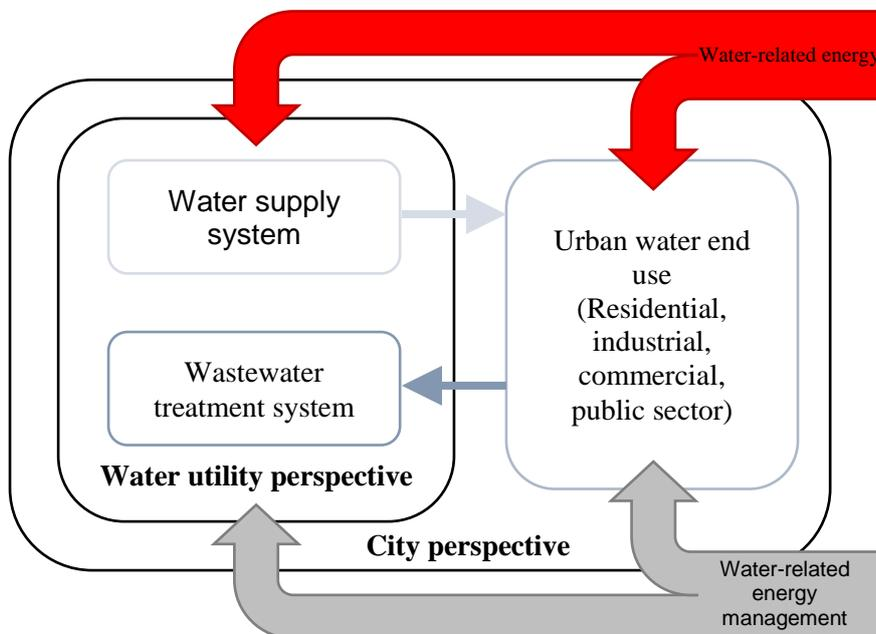 Water-related energy
Water supply
system
Urban water end
use
(Residential,
industrial,
commercial,
public sector)
Wastewater
treatment system
Water utility perspective
City perspective
Water-related
energy
management